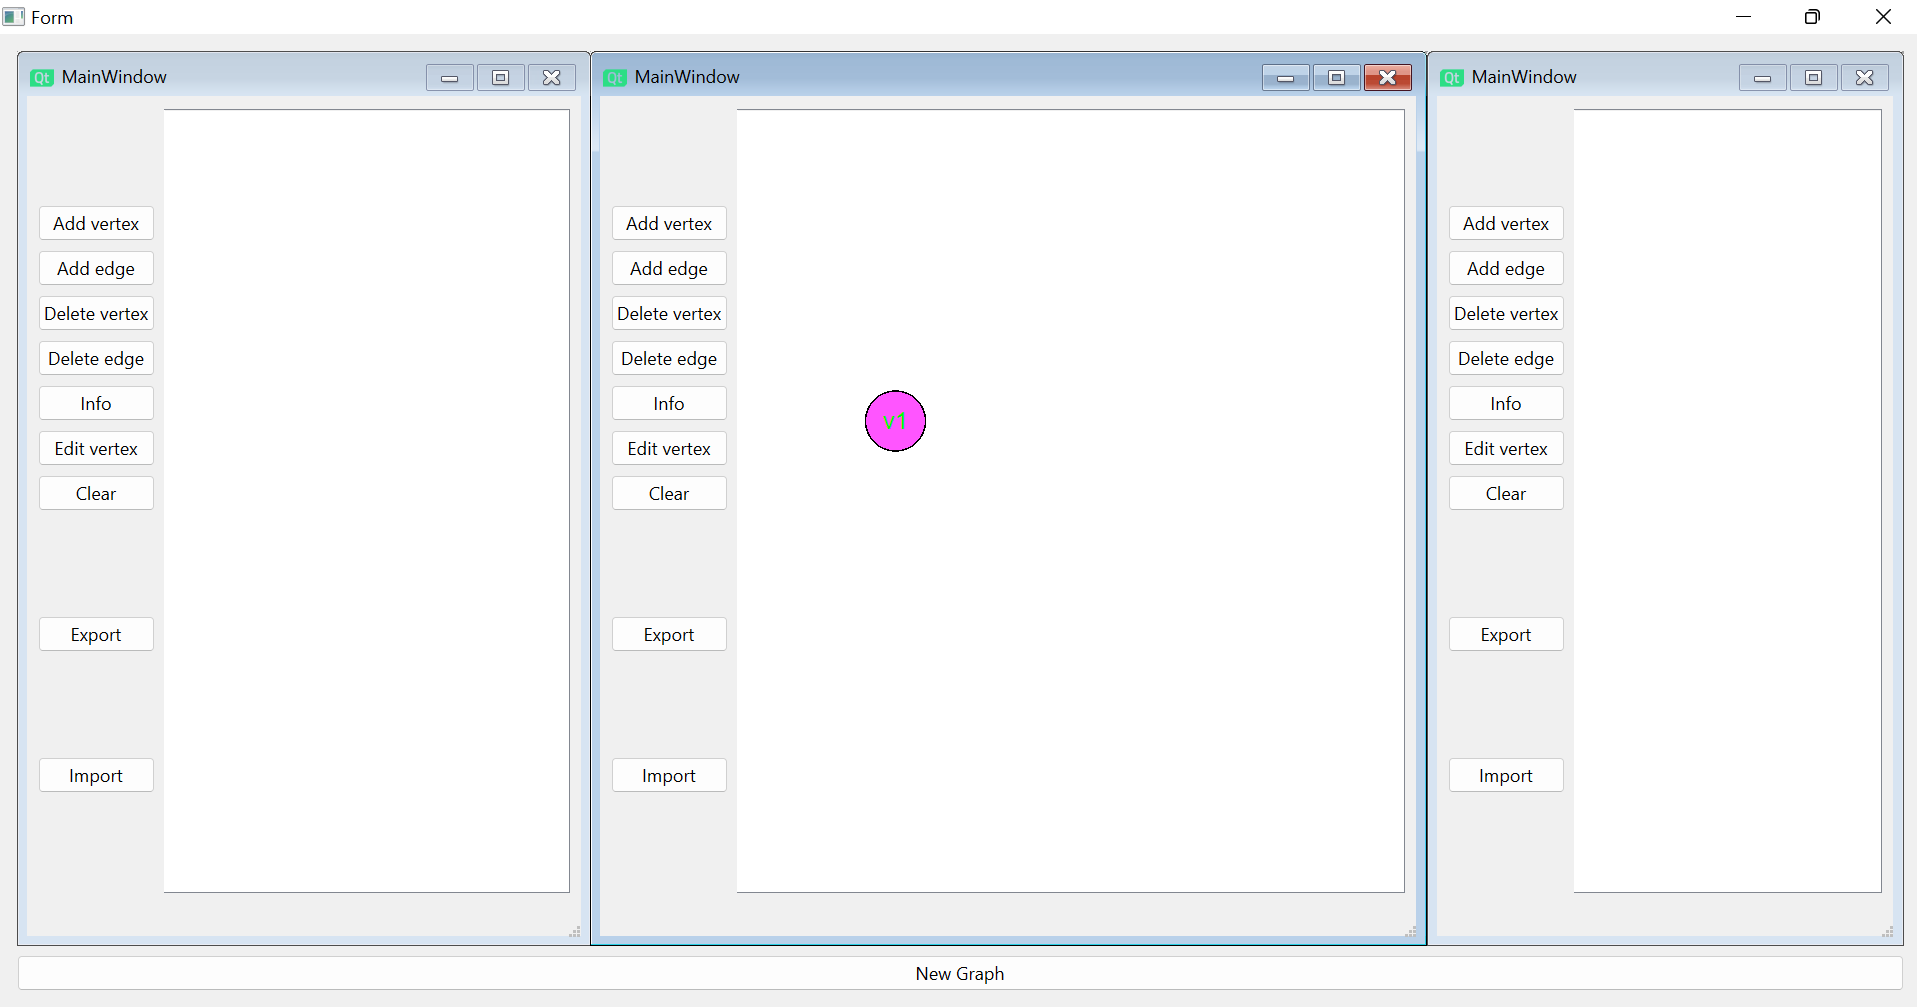 Form
Qt MainWindow
Add vertex
Add edge
Delete vertex
Delete edge
Info
Edit vertex
Clear
Export
Import
Qt MainWindow
Add vertex
Add edge
Delete vertex
Delete edge
Info
Edit vertex
Clear
Export
Import
v1
Qt MainWindow
Add vertex
Add edge
Delete vertex
Delete edge
Info
Edit vertex
Clear
Export
Import
New Graph